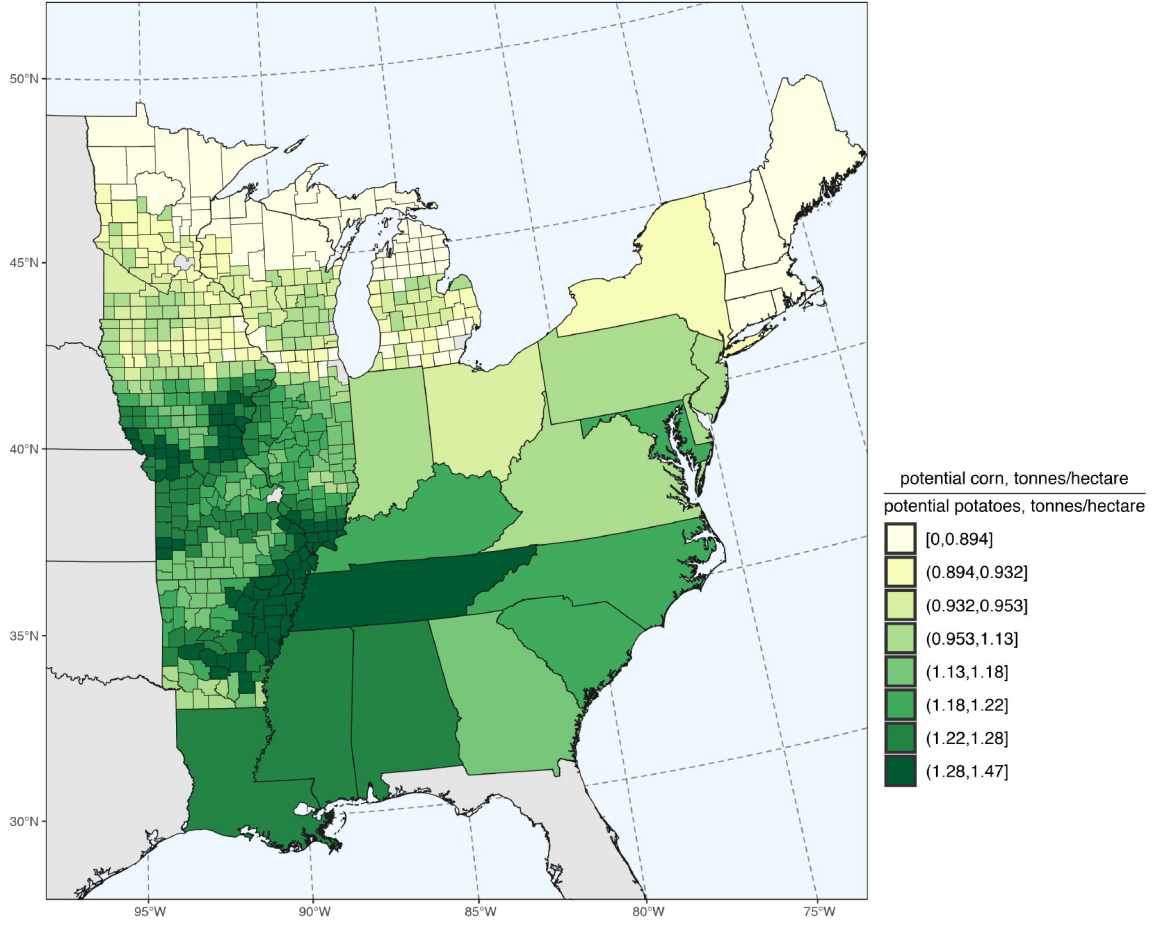 50°N
45°N
40°N
35°N
30°N
95°W
90°W
85°W
80°W
75°W
potential corn, tonnes/hectare
potential potatoes, tonnes/hectare
[0,0.894]
(0.894,0.932]
(0.932,0.953]
(0.953,1.13]
(1.13,1.18]
(1.18,1.22]
(1.22,1.28]
(1.28,1.47]